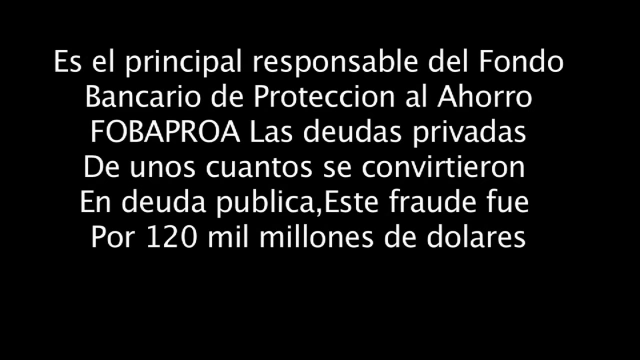 Es el principal responsable del Fondo
Bancario de Proteccion al Ahorro
FOBAPROA Las deudas privadas
De unos cuantos se convirtieron
En deuda publica,Este fraude fue
Por 120 mil millones de dolares